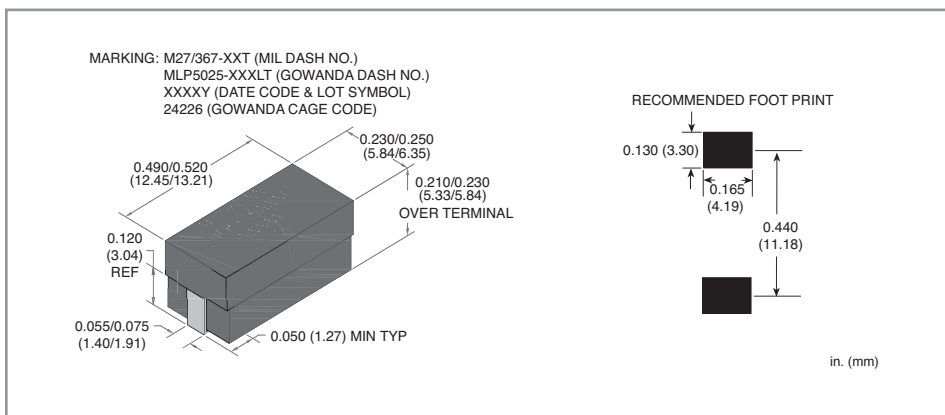 MARKING: M27/367-XXT (MIL DASH NO.)
MLP5025-XXXLT (GOWANDA DASH NO.)
XXXXY (DATE CODE & LOT SYMBOL)
24226 (GOWANDA CAGE CODE)
0.490/0.520
(12.45/13.21)
0.230/0.250
(5.84/6.35)
0.210/0.230
(5.33/5.84)
OVER TERMINAL
0.120
(3.04)
REF
0.055/0.075
(1.40/1.91)
0.050 (1.27) MIN TYP
RECOMMENDED FOOT PRINT
0.130 (3.30)
0.165
(4.19)
0.440
(11.18)
in. (mm)